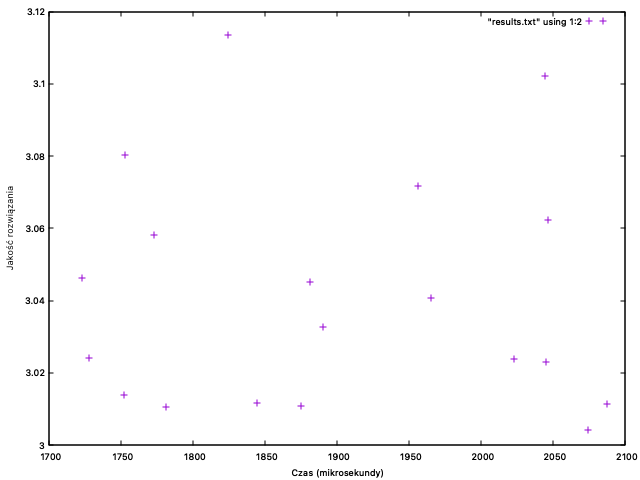 3.12
"results.txt" using 1:2
3.1
3.08
3.06
3.04
3.02
3
Jakość rozwiązania
1700 1750 1800 1850 1900 1950 2000 2050 2100
Czas (mikrosekundy)